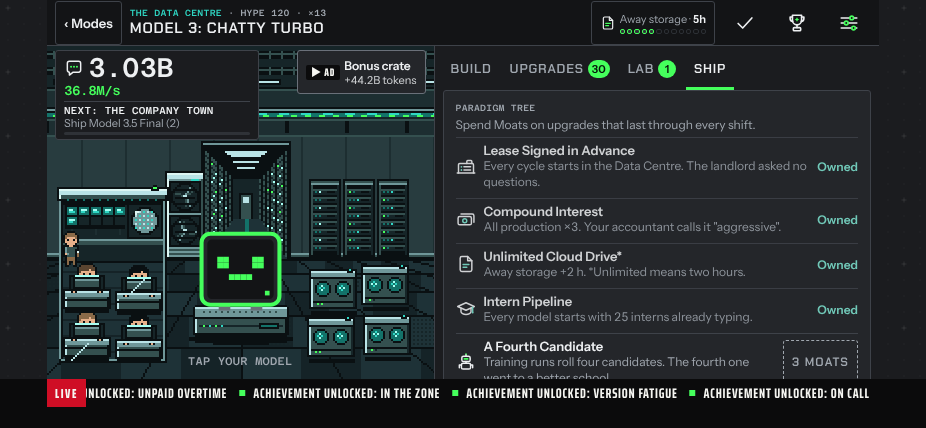 ‹ Modes
THE DATA CENTRE · HYPE 120 · ×13
MODEL 3: CHATTY TURBO
Away storage · 5h
3.03B
36.8M/s
NEXT: THE COMPANY TOWN
Ship Model 3.5 Final (2)
AD
Bonus crate
+44.2B tokens
TAP YOUR MODEL
BUILD
UPGRADES 30
LAB 1
SHIP
PARADIGM TREE
Spend Moats on upgrades that last through every shift.
Lease Signed in Advance
Every cycle starts in the Data Centre. The landlord asked no
questions.
Owned
Compound Interest
All production ×3. Your accountant calls it "aggressive".
Owned
Unlimited Cloud Drive*
Away storage +2 h. *Unlimited means two hours.
Owned
Intern Pipeline
Every model starts with 25 interns already typing.
Owned
A Fourth Candidate
Training runs roll four candidates. The fourth one
went to a better school.
3 MOATS
LIVE
UNLOCKED: UNPAID OVERTIME ■ ACHIEVEMENT UNLOCKED: IN THE ZONE ■ ACHIEVEMENT UNLOCKED: VERSION FATIGUE ■ ACHIEVEMENT UNLOCKED: ON CALL